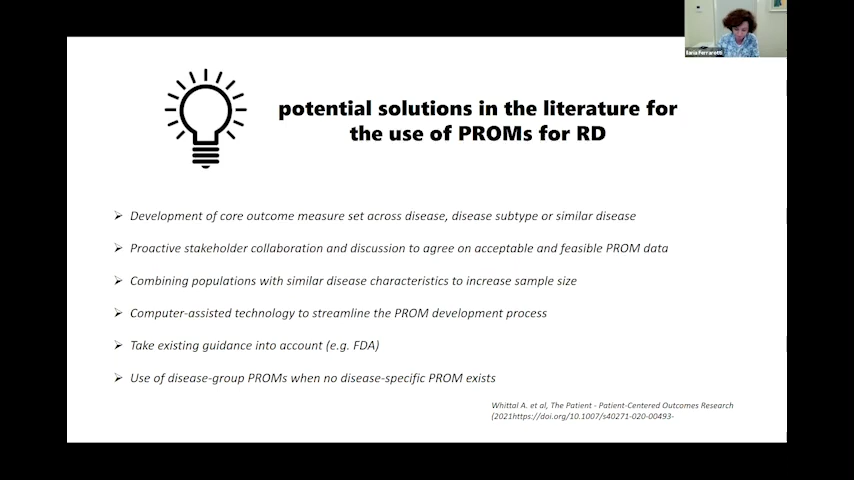 Ilaria Ferrarotti
potential solutions in the literature for
the use of PROMs for RD
Development of core outcome measure set across disease, disease subtype or similar disease
Proactive stakeholder collaboration and discussion to agree on acceptable and feasible PROM data
Combining populations with similar disease characteristics to increase sample size
Computer-assisted technology to streamline the PROM development process
Take existing guidance into account (e.g. FDA)
Use of disease-group PROMs when no disease-specific PROM exists
Whittal A. et al, The Patient - Patient-Centered Outcomes Research
(2021https://doi.org/10.1007/s40271-020-00493-